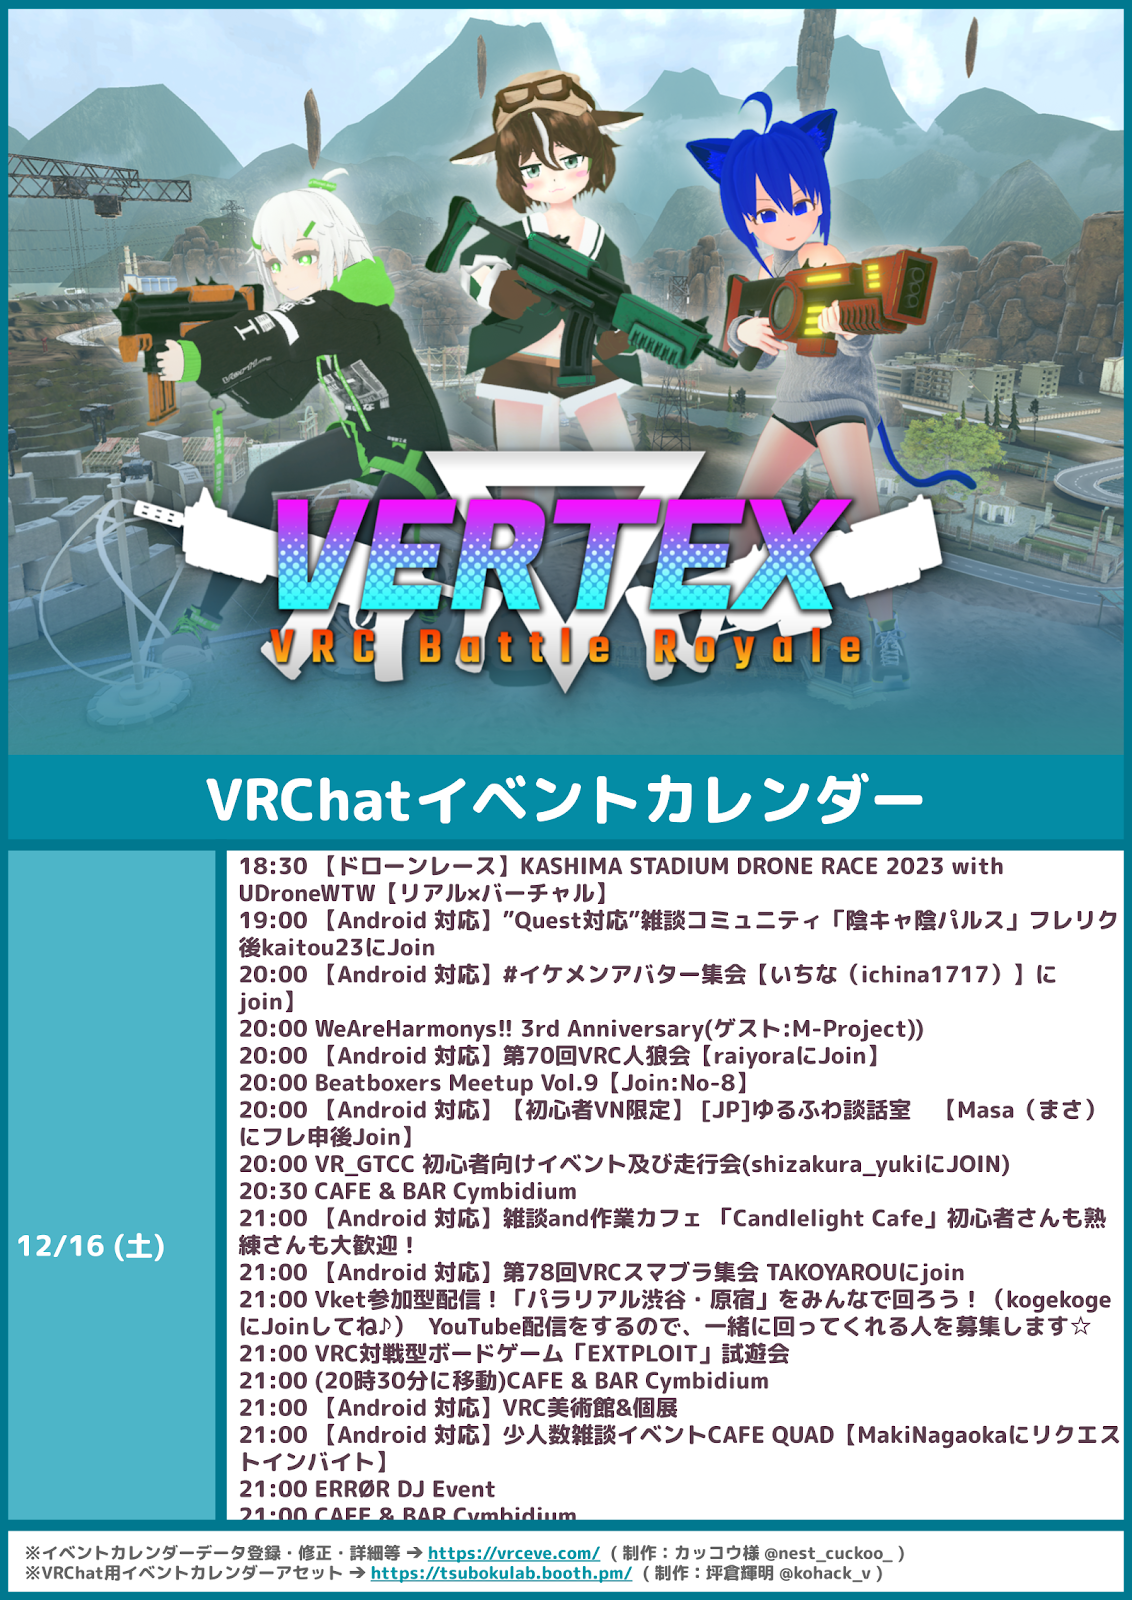 VERTEX
VRC Battle Royale
VRChatイベントカレンダー
12/16 (土)
18:30 【ドローンレース】KASHIMA STADIUM DRONE RACE 2023 with
UDroneWTW【リアル×バーチャル】
19:00 【Android 対応】”Quest対応”雑談コミュニティ「陰キャ陰パルス」フレリク
後kaitou23にJoin
20:00 【Android 対応】#イケメンアバター集会【いちな（ichina1717）】に
join】
20:00 WeAreHarmonys!! 3rd Anniversary(ゲスト:M-Project))
20:00 【Android 対応】第70回VRC人狼会【raiyoraにJoin】
20:00 Beatboxers Meetup Vol.9【Join:No-8】
20:00 【Android 対応】【初心者VN限定】 [JP]ゆるふわ談話室　【Masa（まさ）
にフレ申後Join】
20:00 VR_GTCC 初心者向けイベント及び走行会(shizakura_yukiにJOIN)
20:30 CAFE & BAR Cymbidium
21:00 【Android 対応】雑談and作業カフェ 「Candlelight Cafe」初心者さんも熟
練さんも大歓迎！
21:00 【Android 対応】第78回VRCスマブラ集会 TAKOYAROUにjoin
21:00 Vket参加型配信！「パラリアル渋谷・原宿」をみんなで回ろう！（kogekoge
にJoinしてね♪） YouTube配信をするので、一緒に回ってくれる人を募集します☆
21:00 VRC対戦型ボードゲーム「EXTPLOIT」試遊会
21:00 (20時30分に移動)CAFE & BAR Cymbidium
21:00 【Android 対応】VRC美術館&個展
21:00 【Android 対応】少人数雑談イベントCAFE QUAD【MakiNagaokaにリクエス
トインバイト】
21:00 ERRØR DJ Event
21:00 CAFE & BAR Cymbidium
※イベントカレンダーデータ登録・修正・詳細等 ➔ https://vrceve.com/ ( 制作：カッコウ様 @nest_cuckoo_ )
※VRChat用イベントカレンダーアセット ➔ https://tsubokulab.booth.pm/ ( 制作：坪倉輝明 @kohack_v )